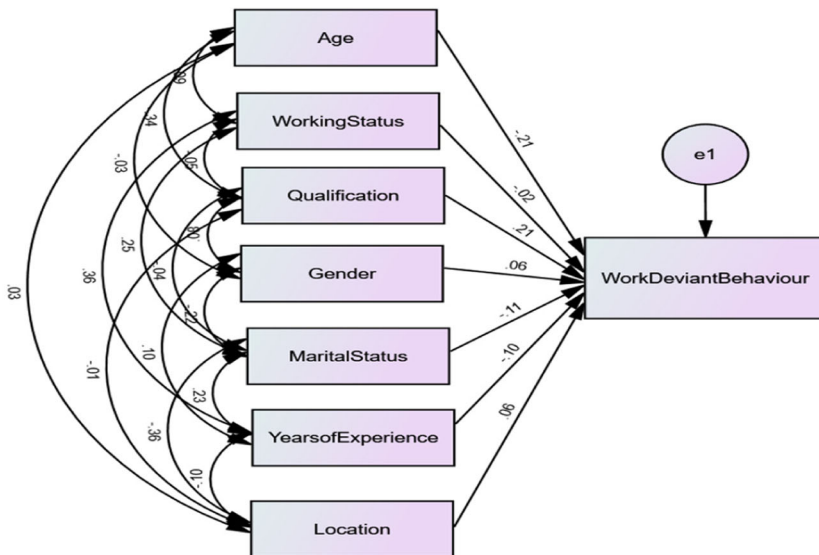 Age
WorkingStatus
Qualification
Gender
MaritalStatus
YearsofExperience
Location
e1
WorkDeviantBehaviour
-.21
-.02
.21
.06
-.11
-.10
.06
.34
-.03
-.05
.25
.36
-.04
-.22
.10
.23
-.01
-.36
-.10
.03